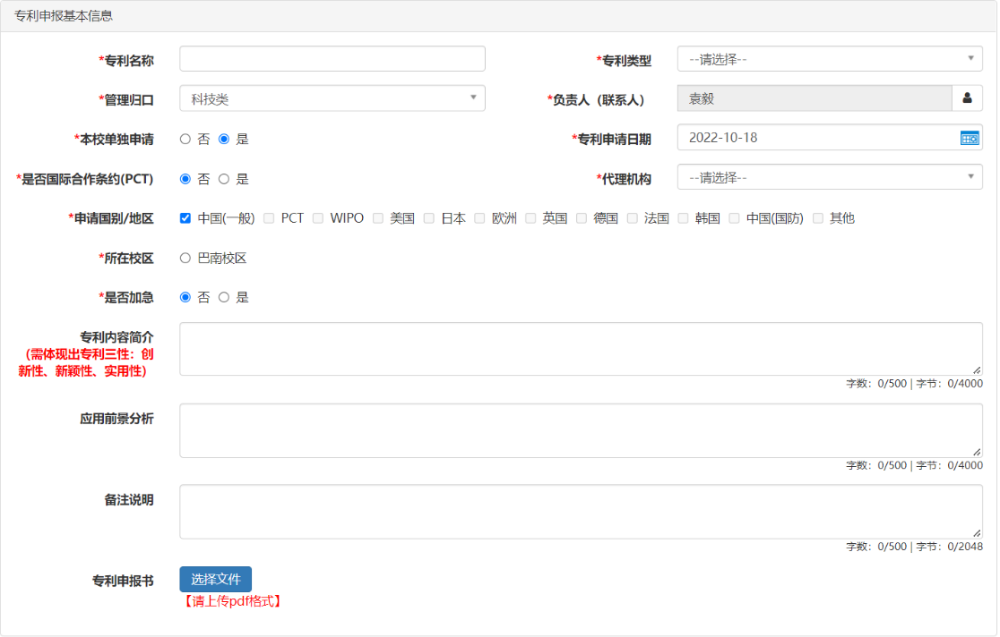 专利申报基本信息
*专利名称
*专利类型 --请选择--
*管理归口 科技类
*负责人（联系人） 袁毅
*本校单独申请 否 是
*专利申请日期 2022-10-18
*是否国际合作条约(PCT) 否 是
*代理机构 --请选择--
*申请国别/地区 中国(一般) PCT WIPO 美国 日本 欧洲 英国 德国 法国 韩国 中国(国防) 其他
*所在校区 巴南校区
*是否加急 否 是
专利内容简介
（需体现出专利三性：创
新性、新颖性、实用性）
字数：0/500 | 字节：0/4000
应用前景分析
字数：0/500 | 字节：0/4000
备注说明
字数：0/500 | 字节：0/2048
专利申报书 选择文件
【请上传pdf格式】